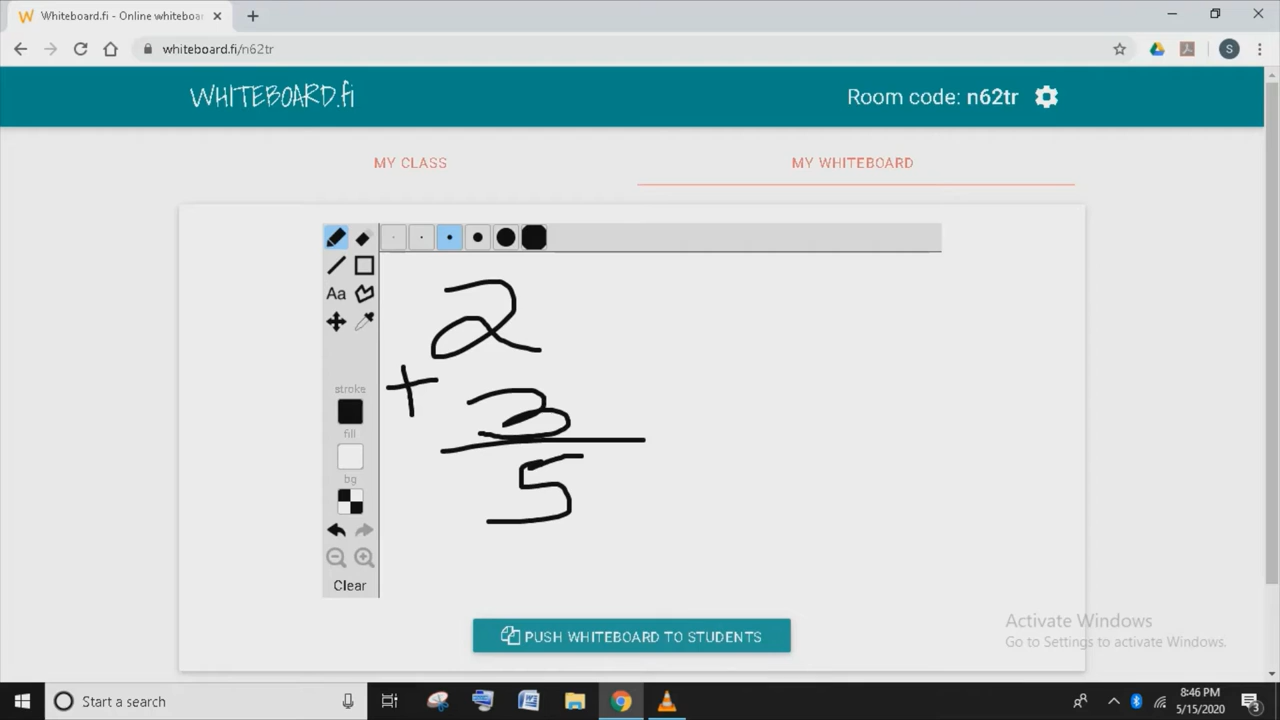 Whiteboard.fi - Online whiteboa
whiteboard.fi/n62tr
S
WHITEBOARD.fi
Room code: n62tr
MY CLASS
MY WHITEBOARD
Aa
stroke
fill
bg
Clear
2
+ 3
5
PUSH WHITEBOARD TO STUDENTS
Activate Windows
Go to Settings to activate Windows.
Start a search
8:46 PM
5/15/2020
3